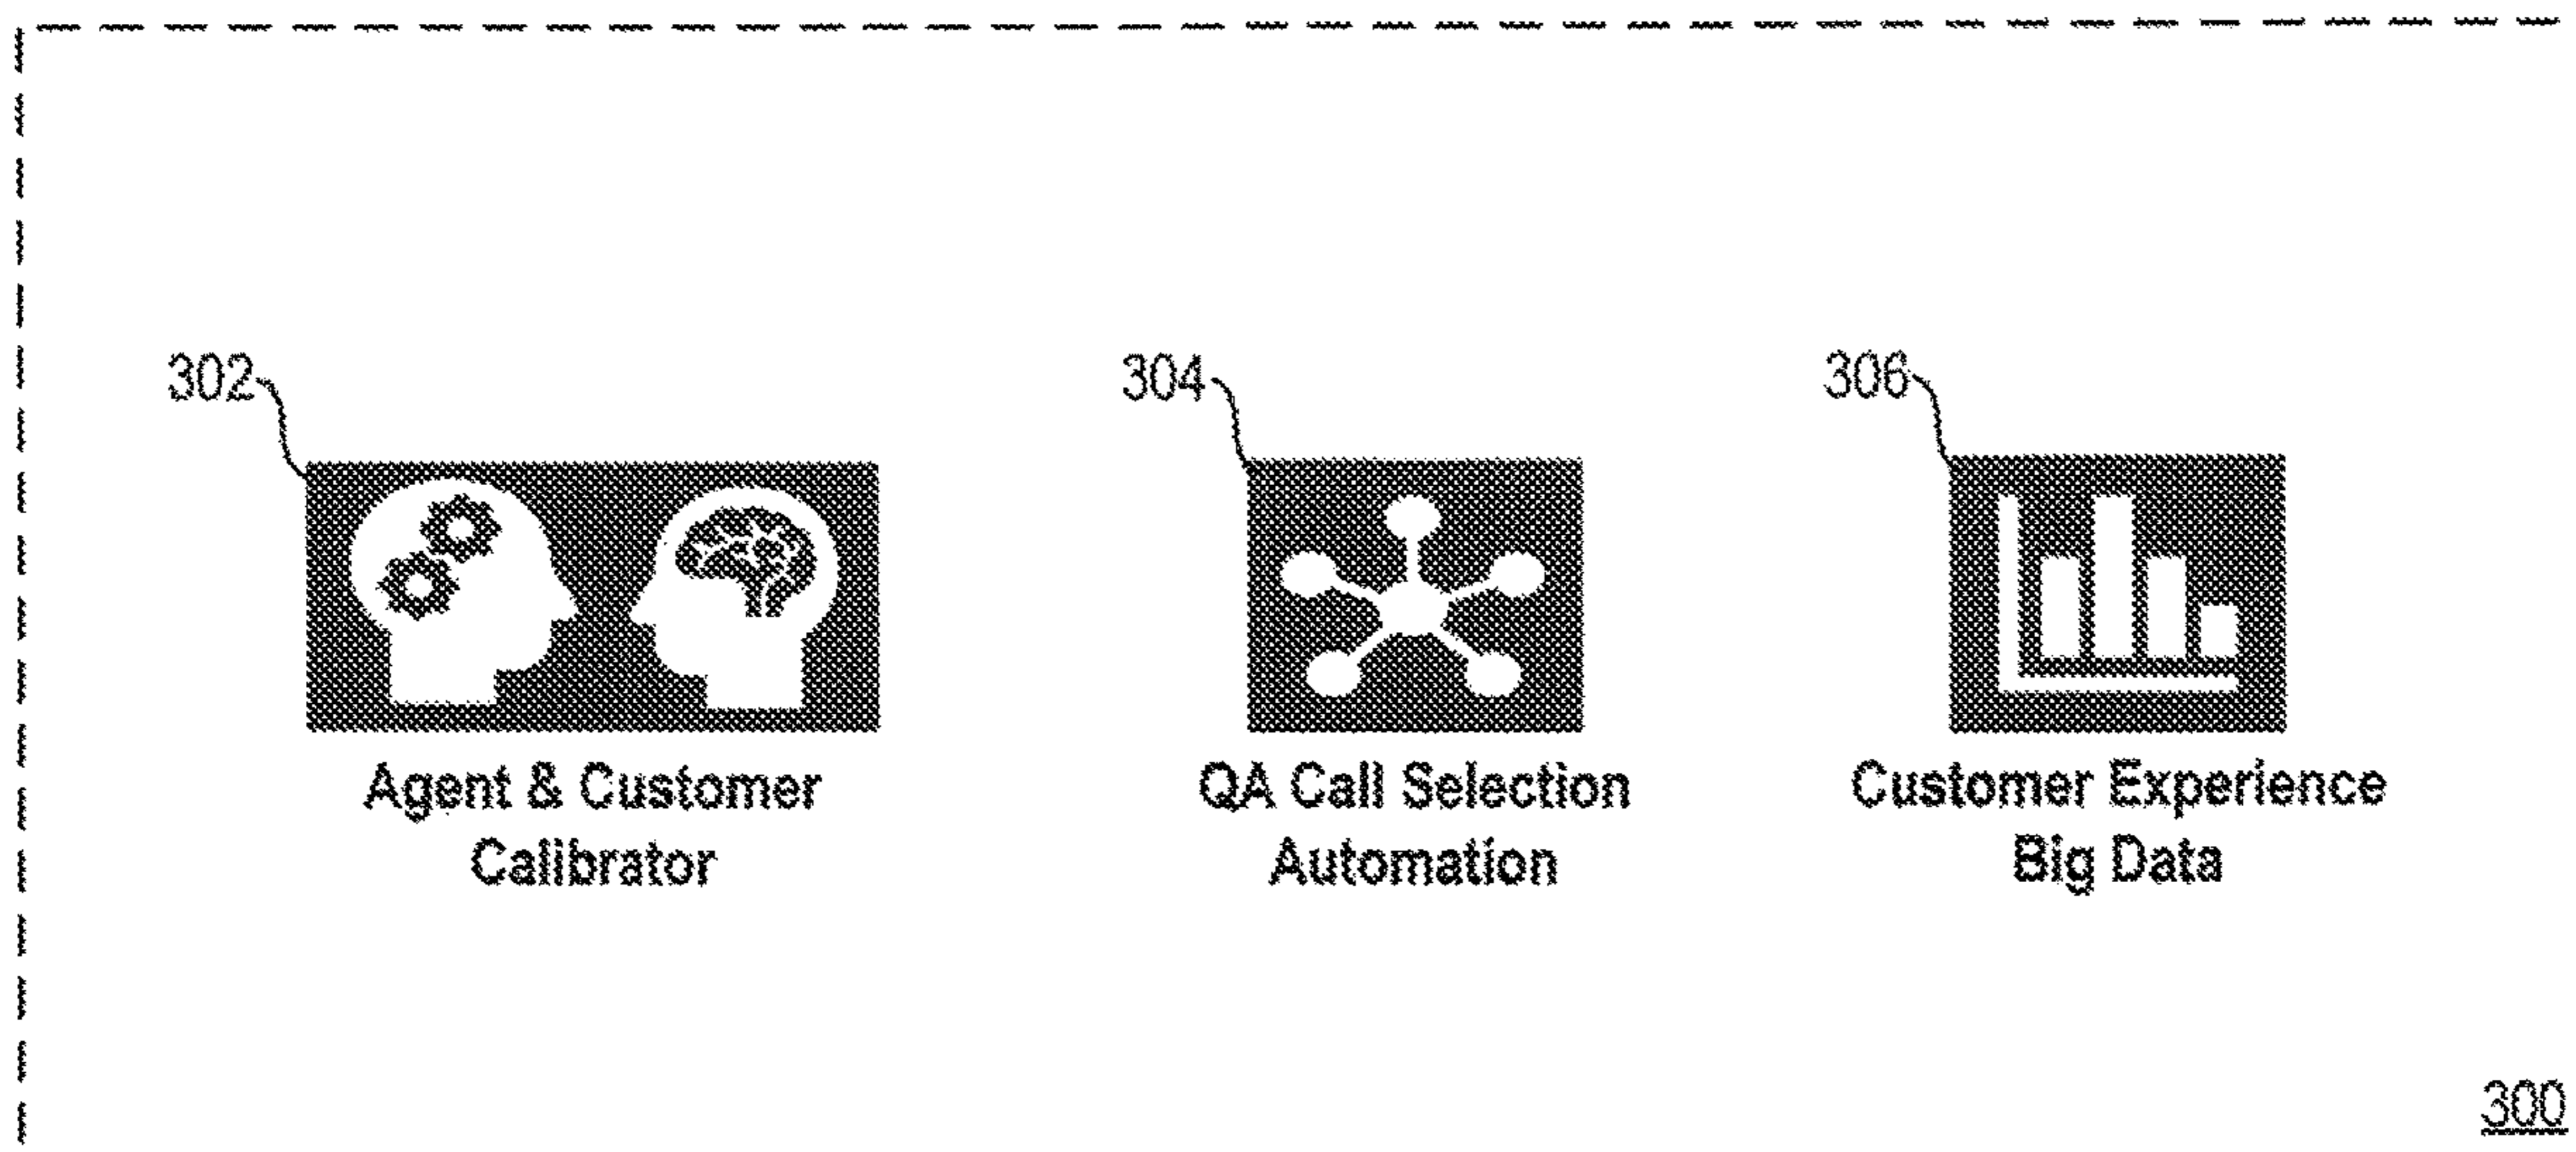 302
304
306
Agent & Customer
Calibrator
QA Call Selection
Automation
Customer Experience
Big Data
300